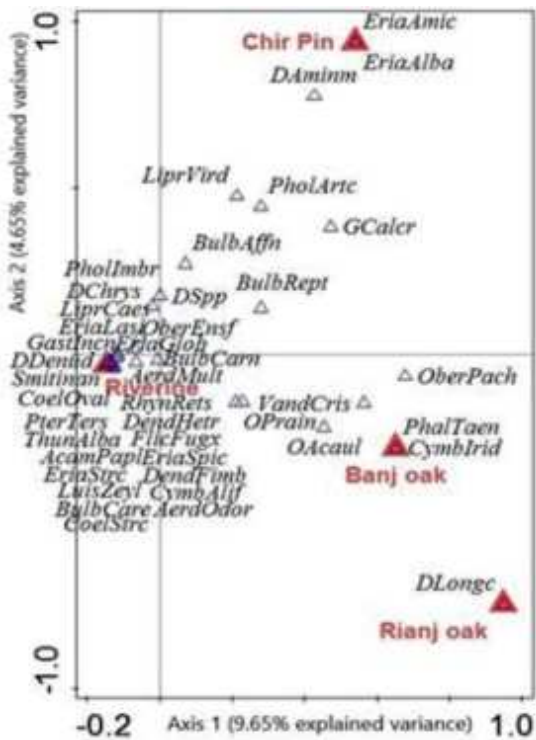 1.0
EriaAmic
Chir Pin
EriaAlba
DAminm
LiprVird
PholArtc
GCalcr
BulbAffn
PholImbr
BulbRept
DChrys
DSpp
LiprCaes
EriaLasi
OberEnsf
GastIncn
EriaGlob
DDenud
BulbCarn
Smitinan
AerdMult
Riverine
OberPach
CoelOval
RhynRets
VandCris
PterTers
DendHetr
OPrain
PhalTaen
ThunAlba
FlicFugx
OAcaul
CymbIrid
AcamPapl
EriaSpic
Banj oak
EriaStrc
DendFimb
LuisZeyl
CymbAlif
BulbCare
AerdOdor
CoelStrc
DLongc
Rianj oak
-1.0
-0.2
1.0
Axis 1 (9.65% explained variance)
Axis 2 (4.65% explained variance)